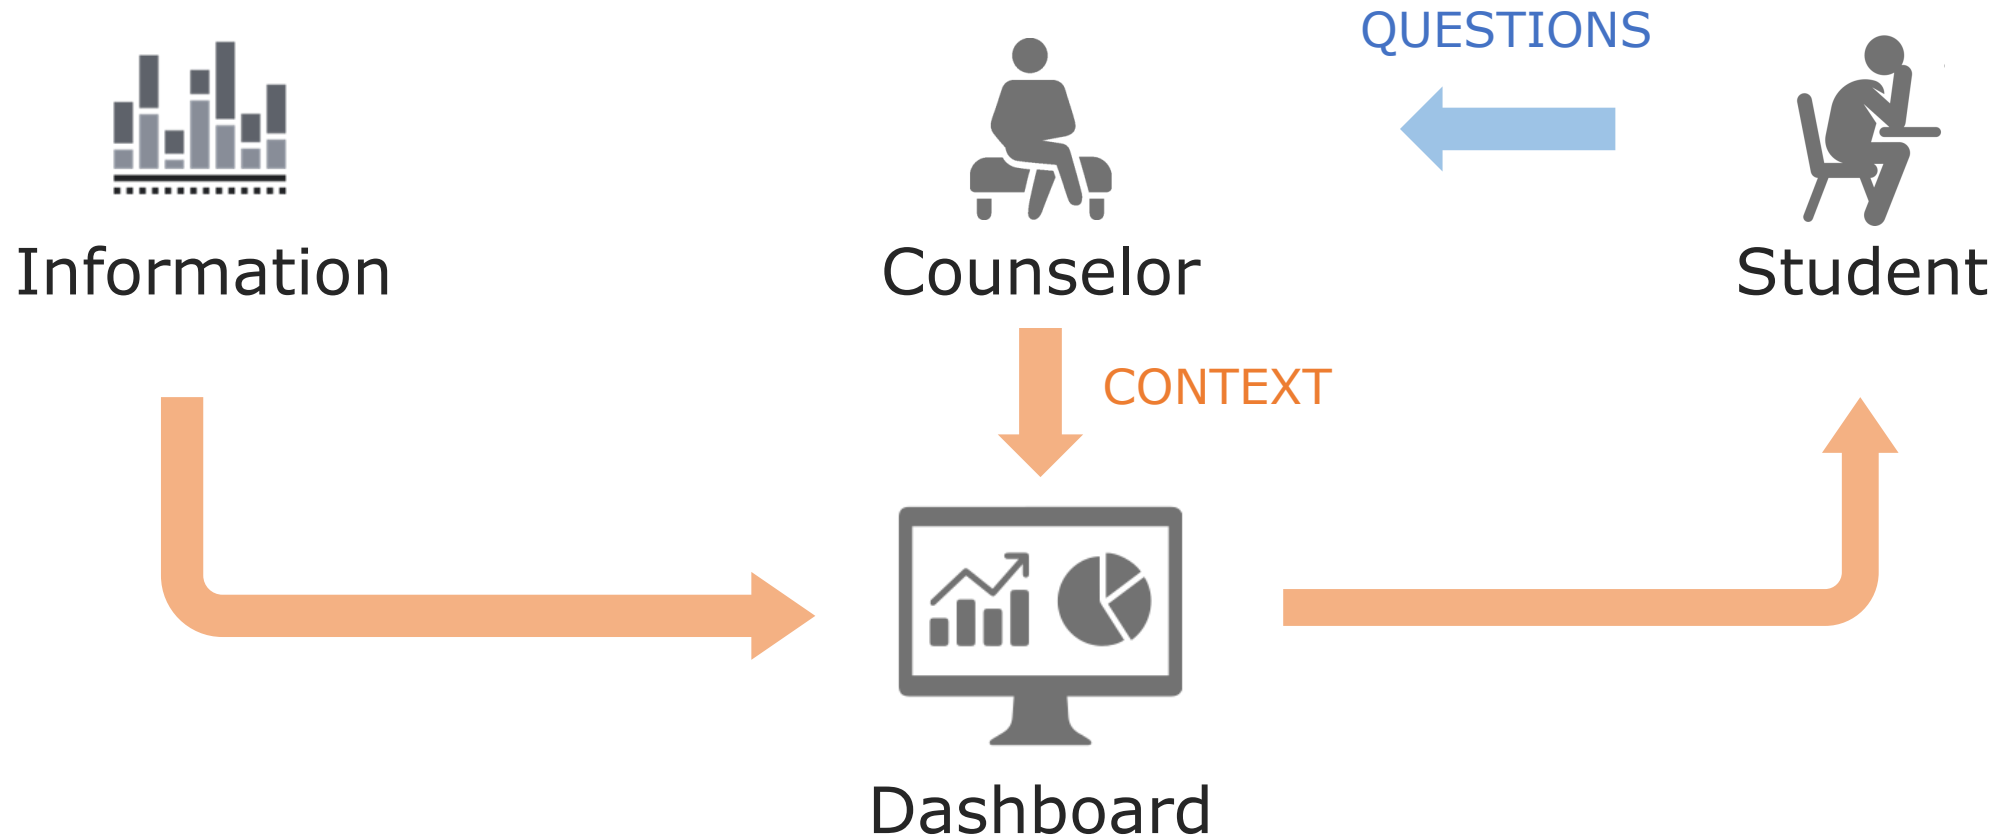 QUESTIONS
Information
Counselor
Student
CONTEXT
Dashboard